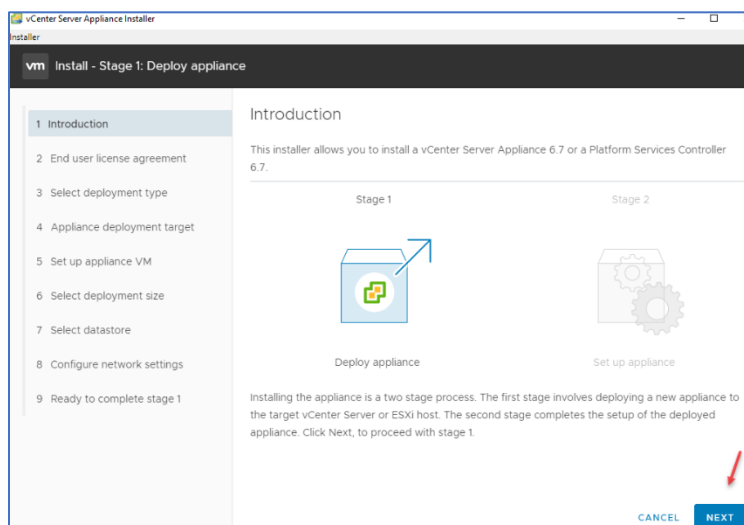 vCenter Server Appliance Installer
Installer
vm Install - Stage 1: Deploy appliance
1 Introduction
2 End user license agreement
3 Select deployment type
4 Appliance deployment target
5 Set up appliance VM
6 Select deployment size
7 Select datastore
8 Configure network settings
9 Ready to complete stage 1
Introduction
This installer allows you to install a vCenter Server Appliance 6.7 or a Platform Services Controller
6.7.
Stage 1
Stage 2
Deploy appliance
Set up appliance
Installing the appliance is a two stage process. The first stage involves deploying a new appliance to
the target vCenter Server or ESXi host. The second stage completes the setup of the deployed
appliance. Click Next, to proceed with stage 1.
CANCEL
NEXT